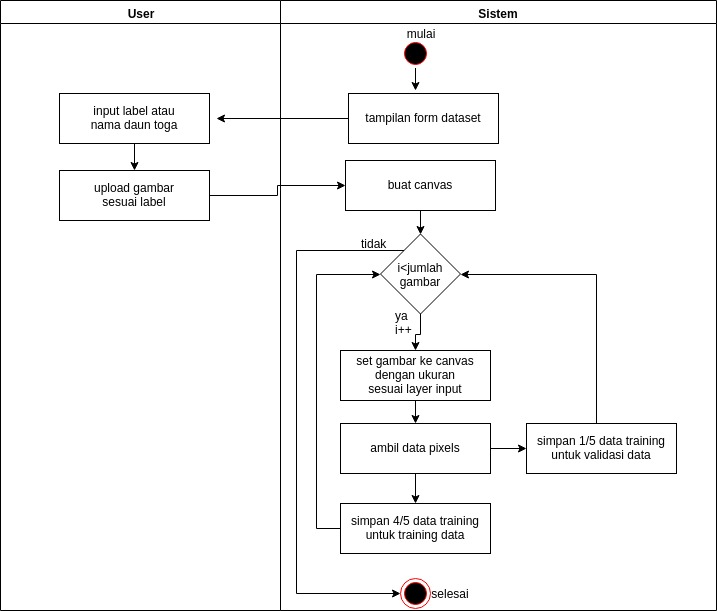 User
Sistem
mulai
tampilan form dataset
input label atau
nama daun toga
upload gambar
sesuai label
buat canvas
tidak
i<jumlah
gambar
ya
i++
set gambar ke canvas
dengan ukuran
sesuai layer input
ambil data pixels
simpan 1/5 data training
untuk validasi data
simpan 4/5 data training
untuk training data
selesai